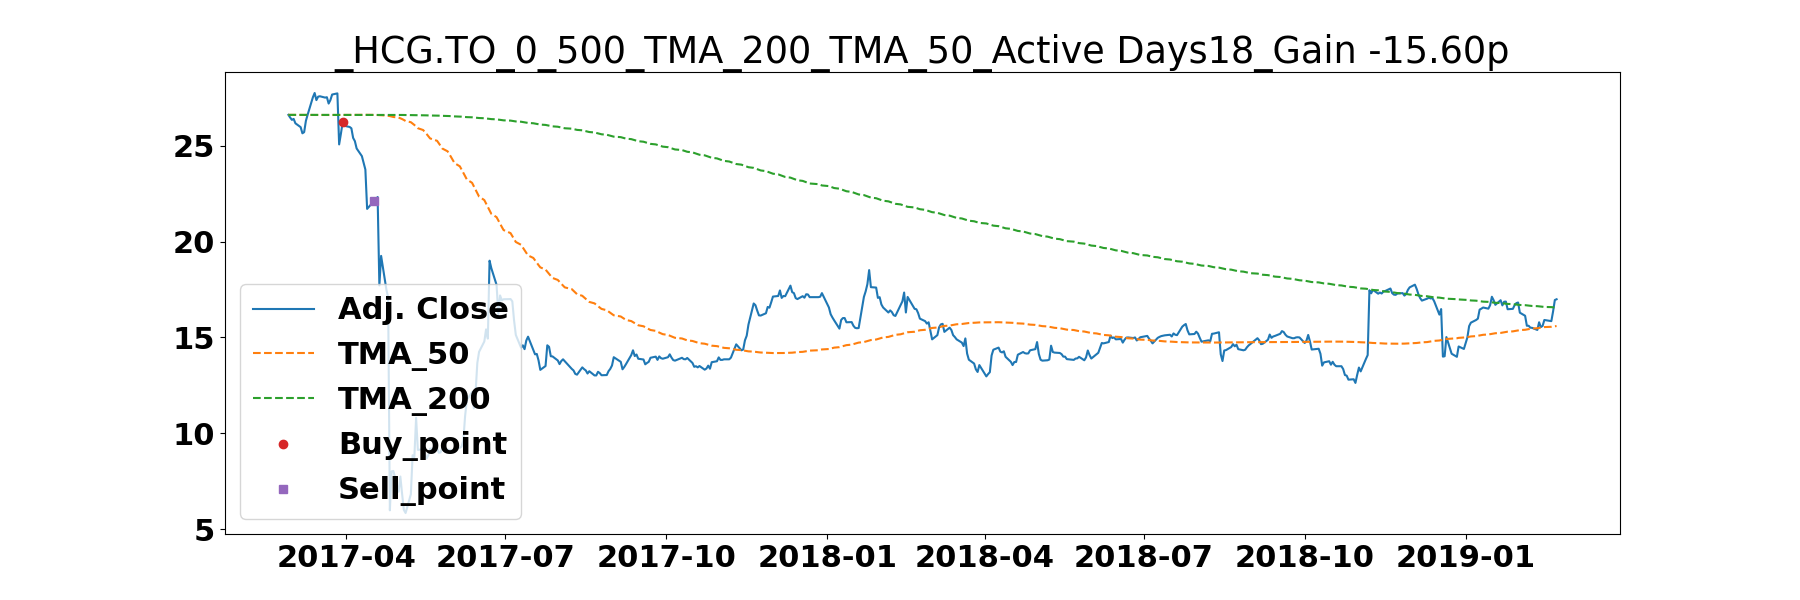 _HCG.TO_0_500_TMA_200_TMA_50_Active Days18_Gain -15.60p
25
20
15
10
5
Adj. Close
TMA_50
TMA_200
Buy_point
Sell_point
2017-04 2017-07 2017-10 2018-01 2018-04 2018-07 2018-10 2019-01